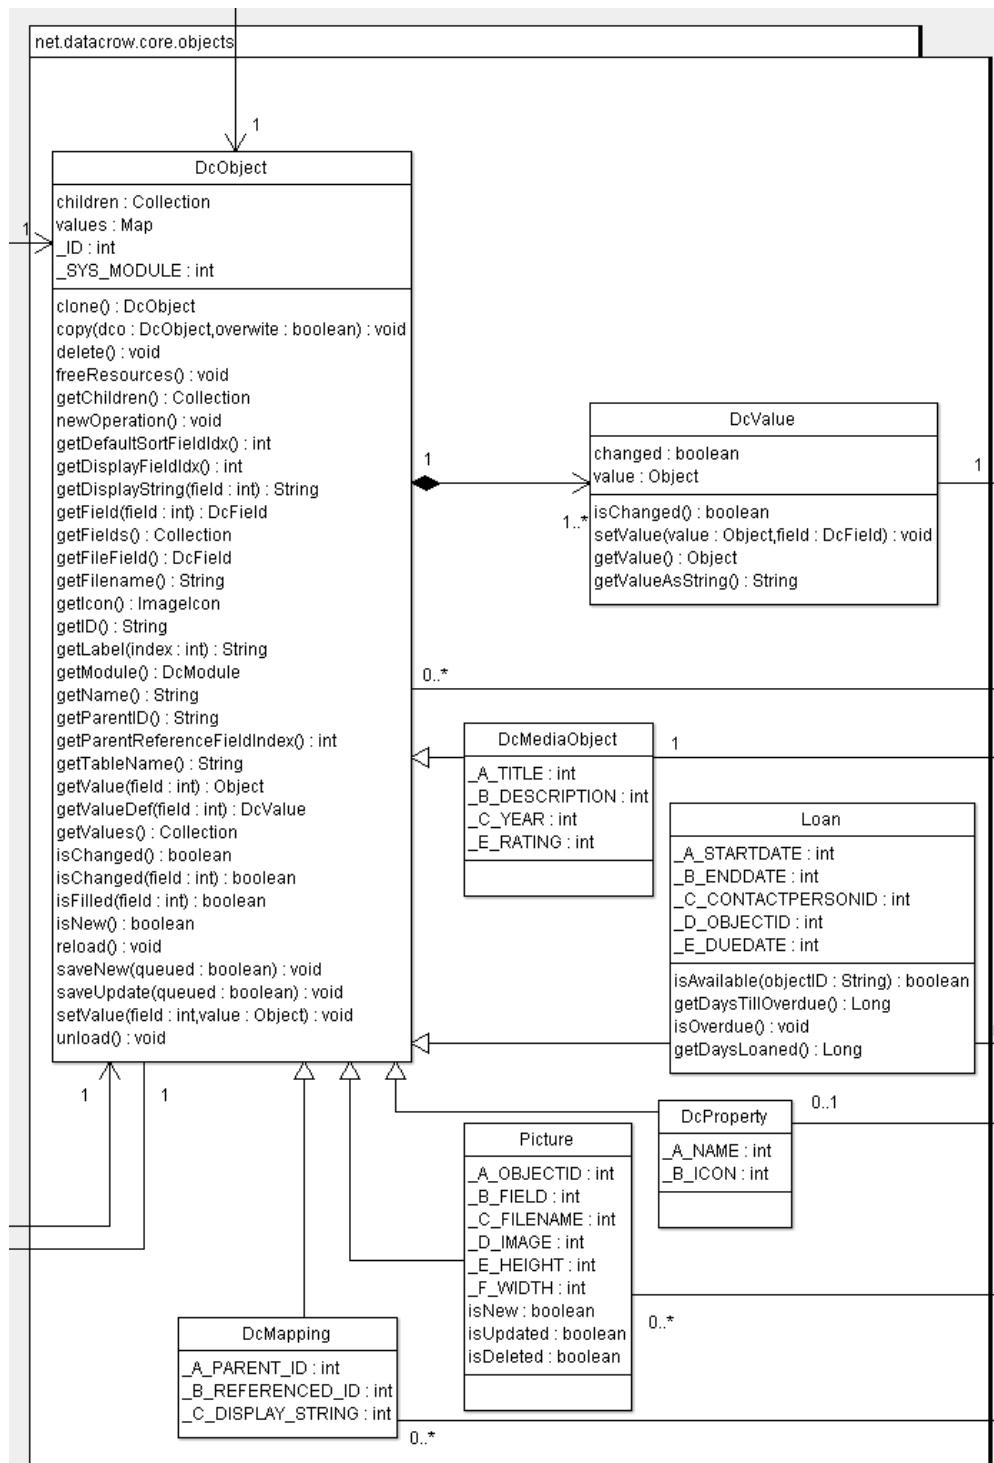 net.datacrow.core.objects
1
DcObject
children : Collection
values : Map
1
_ID : int
_SYS_MODULE : int
clone() : DcObject
copy(dco : DcObject,overwite : boolean) : void
delete() : void
freeResources() : void
getChildren() : Collection
newOperation() : void
getDefaultSortFieldIdx() : int
getDisplayFieldIdx() : int
getDisplayString(field : int) : String
getField(field : int) : DcField
getFields() : Collection
getFileField() : DcField
getFilename() : String
getIcon() : ImageIcon
getID() : String
getLabel(index : int) : String
getModule() : DcModule
getName() : String
getParentID() : String
getParentReferenceFieldIndex() : int
getTableName() : String
getValue(field : int) : Object
getValueDef(field : int) : DcValue
getValues() : Collection
isChanged() : boolean
isChanged(field : int) : boolean
isFilled(field : int) : boolean
isNew() : boolean
reload() : void
saveNew(queued : boolean) : void
saveUpdate(queued : boolean) : void
setValue(field : int,value : Object) : void
unload() : void
1
1..*
DcValue
changed : boolean
value : Object
isChanged() : boolean
setValue(value : Object,field : DcField) : void
getValue() : Object
getValueAsString() : String
1
0..*
DcMediaObject
_A_TITLE : int
_B_DESCRIPTION : int
_C_YEAR : int
_E_RATING : int
1
Loan
_A_STARTDATE : int
_B_ENDDATE : int
_C_CONTACTPERSONID : int
_D_OBJECTID : int
_E_DUEDATE : int
isAvailable(objectID : String) : boolean
getDaysTillOverdue() : Long
isOverdue() : void
getDaysLoaned() : Long
1
1
0..1
DcProperty
_A_NAME : int
_B_ICON : int
Picture
_A_OBJECTID : int
_B_FIELD : int
_C_FILENAME : int
_D_IMAGE : int
_E_HEIGHT : int
_F_WIDTH : int
isNew : boolean
isUpdated : boolean
isDeleted : boolean
0..*
DcMapping
_A_PARENT_ID : int
_B_REFERENCED_ID : int
_C_DISPLAY_STRING : int
0..*